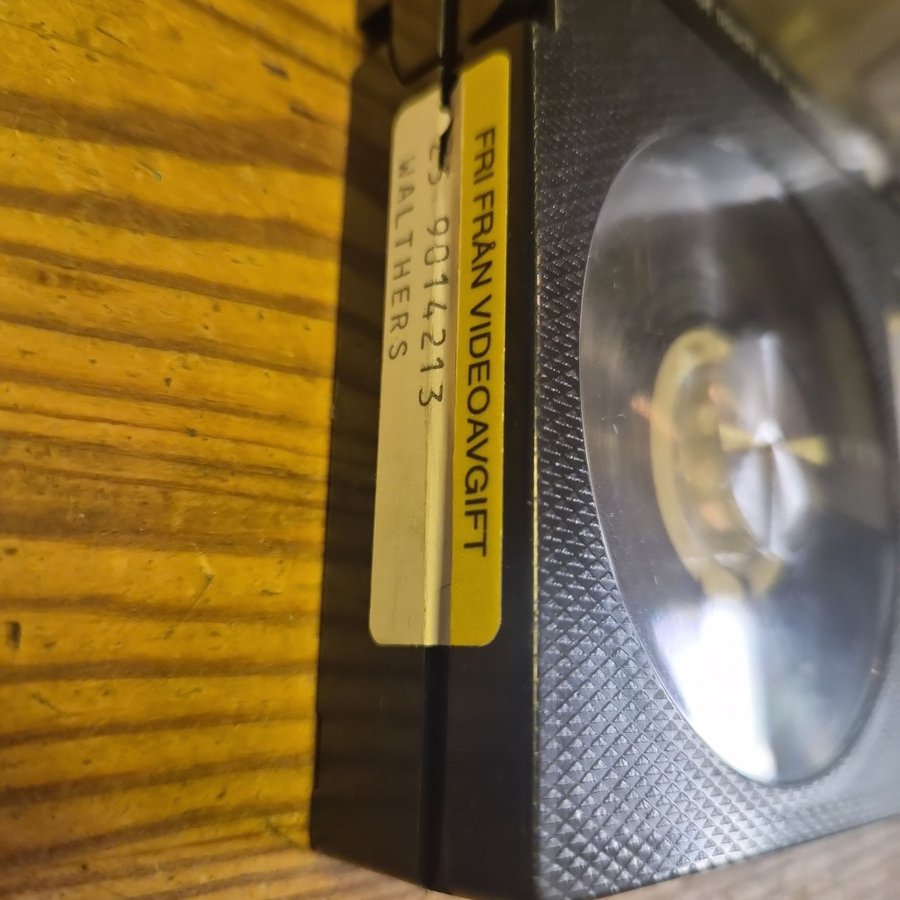 FRI FRÅN VIDEOAVGIFT
9014213
WALTHERS